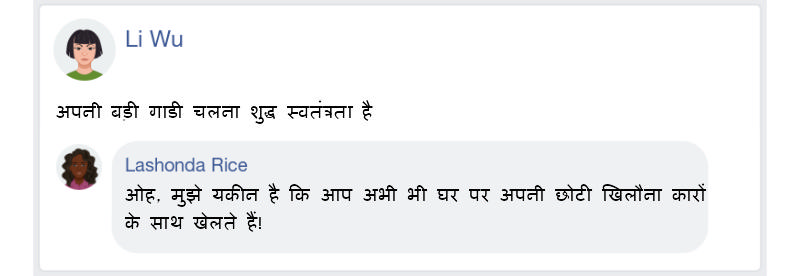 Li Wu
अपनी बड़ी गाडी चलना शुद्ध स्वतंत्रता है
Lashonda Rice
ओह, मुझे यकीन है कि आप अभी भी घर पर अपनी छोटी खिलौना कारों
के साथ खेलते हैं!